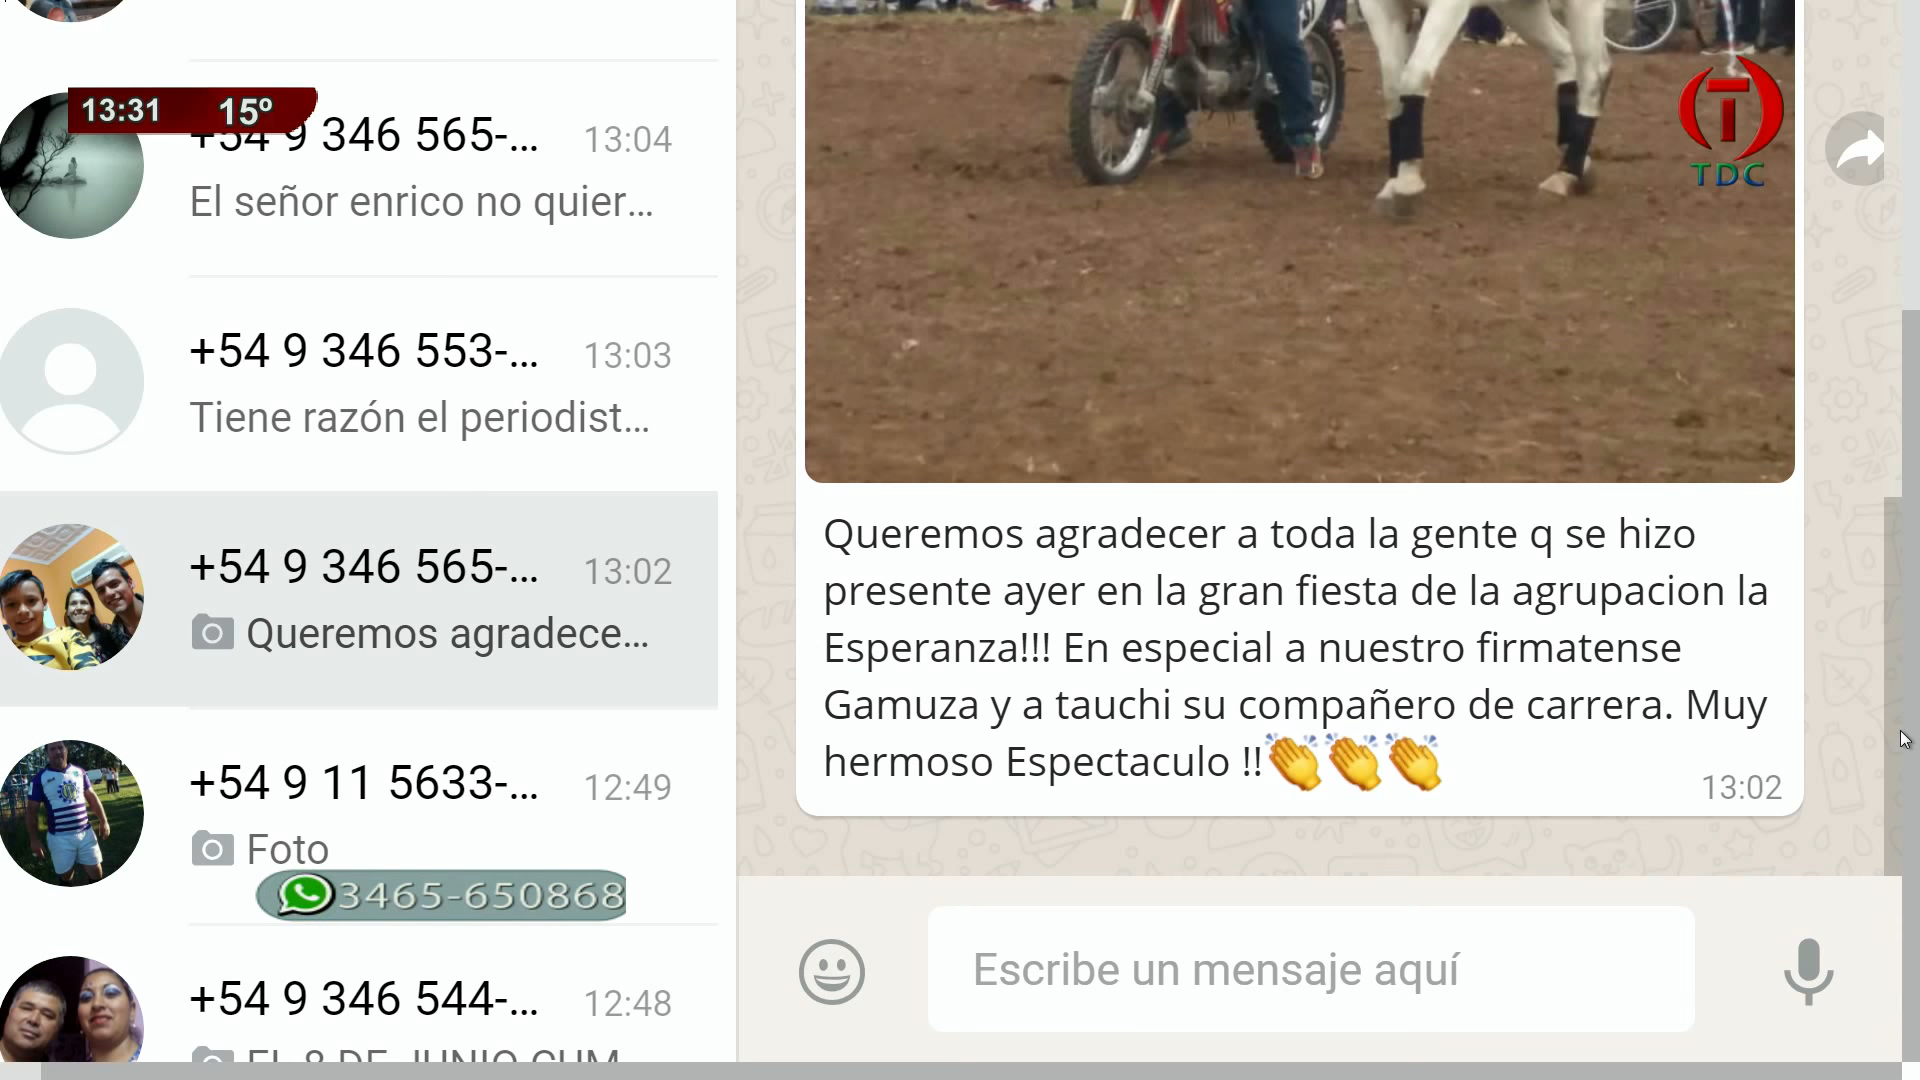 13:31 15º
+54 9 346 565-... 13:04
El señor enrico no quier...
+54 9 346 553-... 13:03
Tiene razón el periodist...
+54 9 346 565-... 13:02
Queremos agradece...
+54 9 11 5633-... 12:49
Foto
3465-650868
+54 9 346 544-... 12:48
EL 8 DE JUNIO CUM
T
TDC
Queremos agradecer a toda la gente q se hizo
presente ayer en la gran fiesta de la agrupacion la
Esperanza!!! En especial a nuestro firmatense
Gamuza y a tauchi su compañero de carrera. Muy
hermoso Espectaculo !!👏👏👏
13:02
Escribe un mensaje aquí